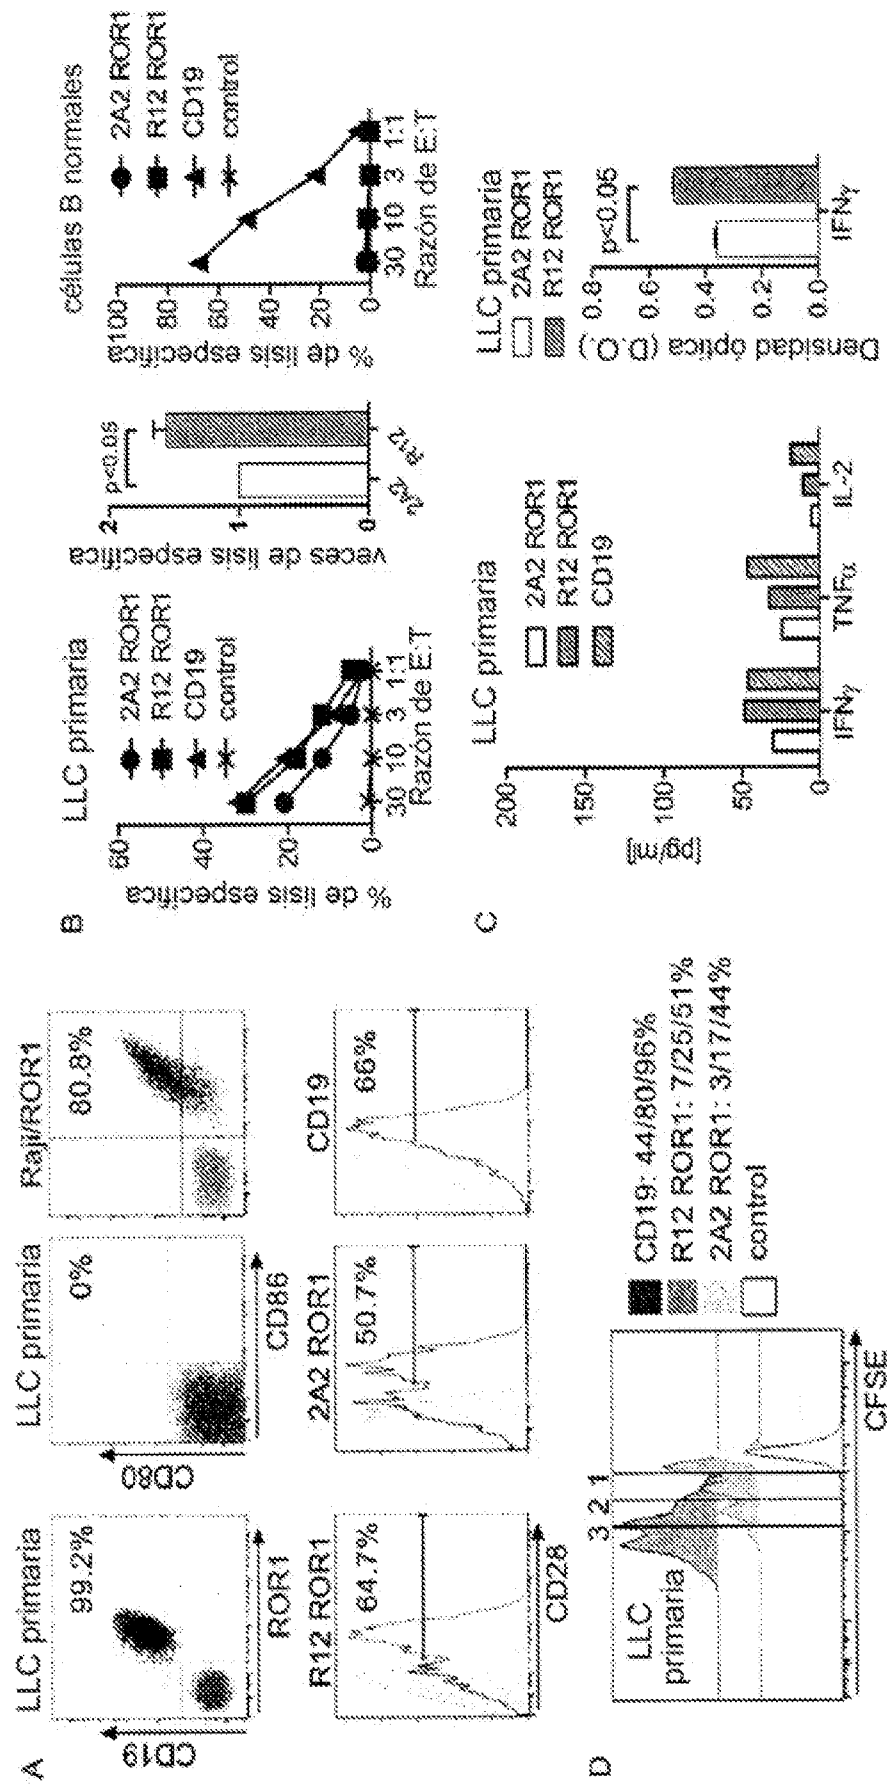 A
LLC primaria
99.2%
CD19
ROR1
LLC primaria
0%
CD80
CD86
Raji/ROR1
80.8%
R12 ROR1
64.7%
CD28
2A2 ROR1
50.7%
CD19
66%
B
LLC primaria
2A2 ROR1
R12 ROR1
CD19
control
% de lisis específica
60
40
20
0
30 10 3 1:1
Razón de E:T
p<0.05
veces de lisis específica
2
1
0
2A2
R12
células B normales
2A2 ROR1
R12 ROR1
CD19
control
% de lisis específica
100
80
60
40
20
0
30 10 3 1:1
Razón de E:T
C
LLC primaria
2A2 ROR1
R12 ROR1
CD19
[pg/ml]
200
150
100
50
0
IFNγ TNFα IL-2
LLC primaria
2A2 ROR1
R12 ROR1
p<0.05
Densidad óptica (D.O.)
0.8
0.6
0.4
0.2
0.0
IFNγ
D
LLC
primaria
3 2 1
CFSE
CD19: 44/80/96%
R12 ROR1: 7/25/51%
2A2 ROR1: 3/17/44%
control